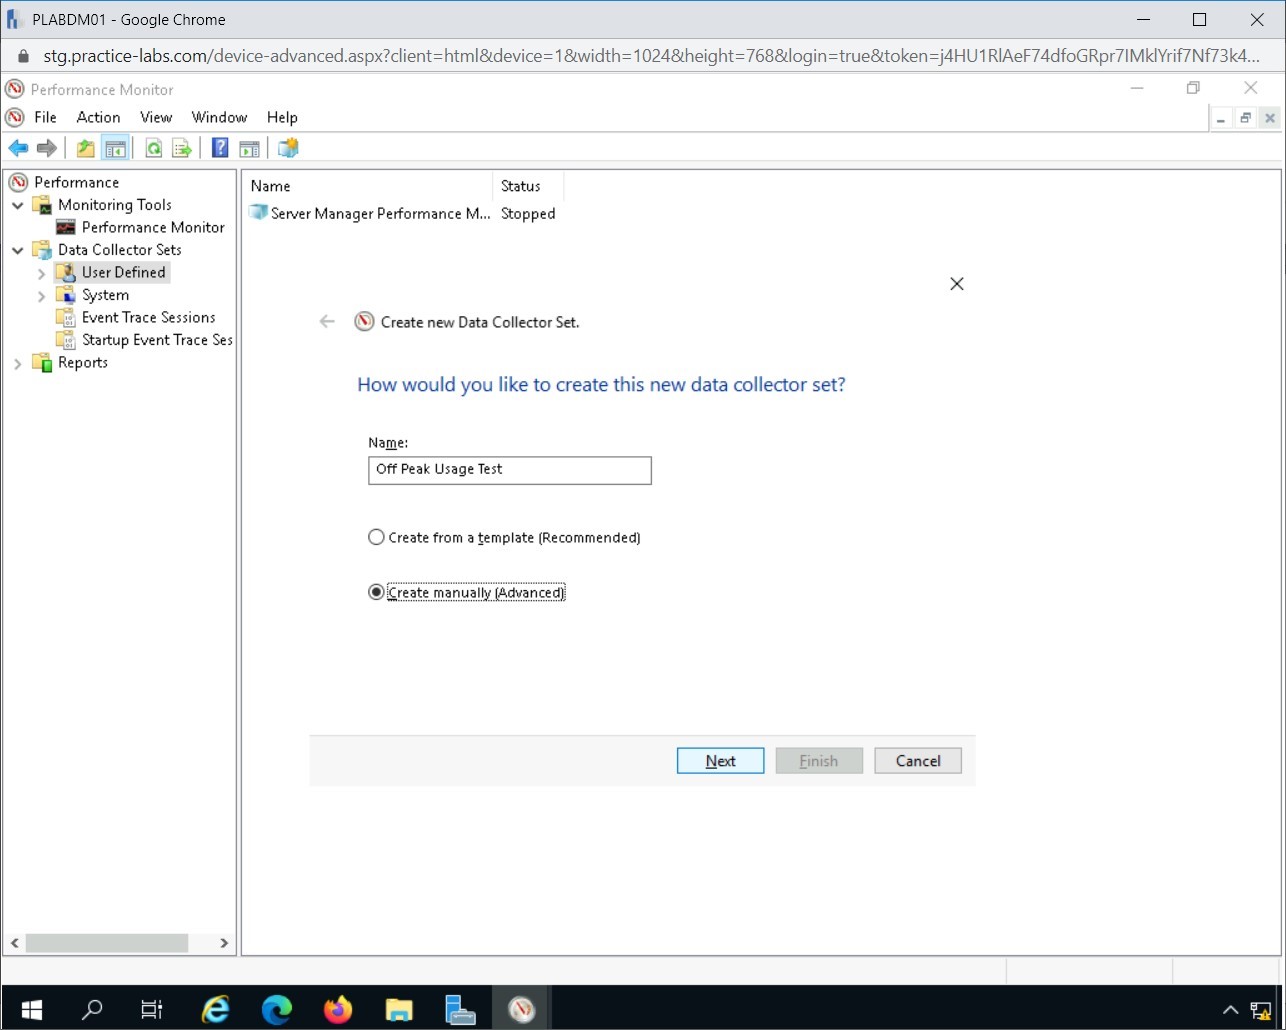 PLABDM01 - Google Chrome
stg.practice-labs.com/device-advanced.aspx?client=html&device=1&width=1024&height=768&login=true&token=j4HU1RlAeF74dfoGRpr7IMklYrif7Nf73k4...
Performance Monitor
File Action View Window Help
Performance
Monitoring Tools
Performance Monitor
Data Collector Sets
User Defined
System
Event Trace Sessions
Startup Event Trace Ses
Reports
Name Status
Server Manager Performance M... Stopped
Create new Data Collector Set.
How would you like to create this new data collector set?
Name:
Off Peak Usage Test
Create from a template (Recommended)
Create manually (Advanced)
Next Finish Cancel